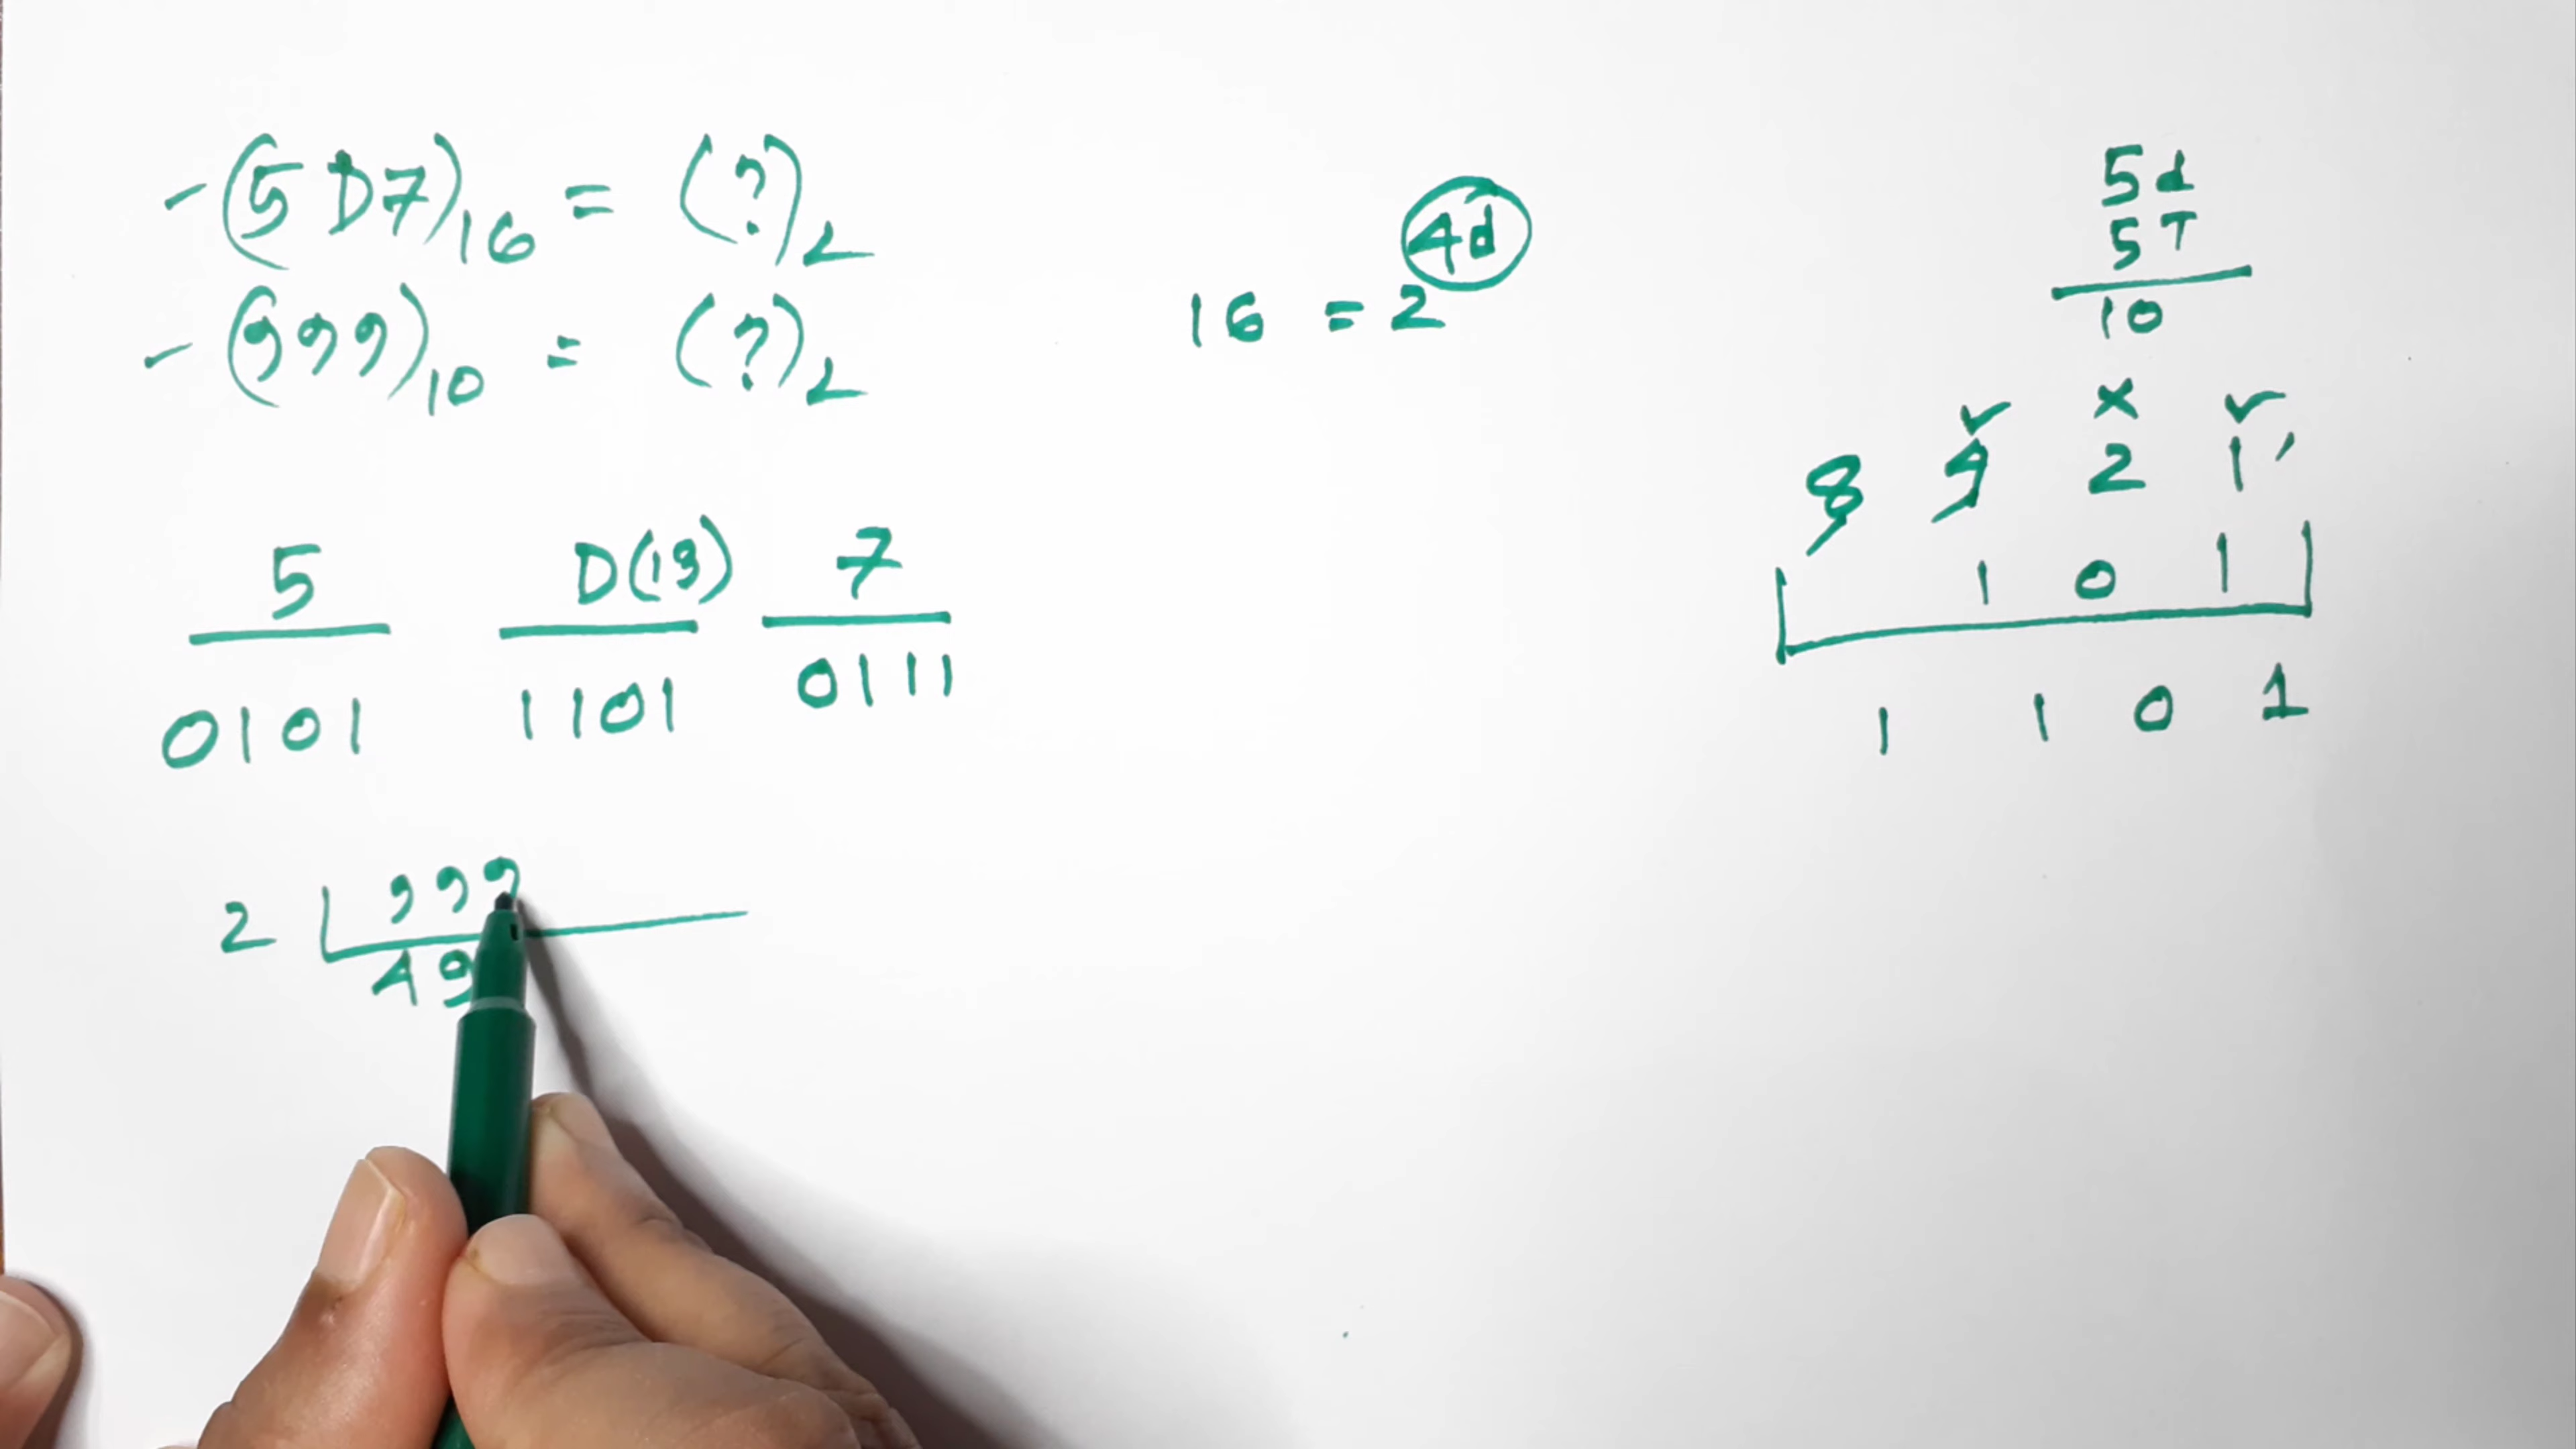 -(5D7)16 = (?)2
-(999)10 = (?)2
16 = 2 4d
5d
5T
10
✓ × ✓
8 4 2 1
1 0 1
1 1 0 1
5 D(13) 7
0101 1101 0111
2 999
49